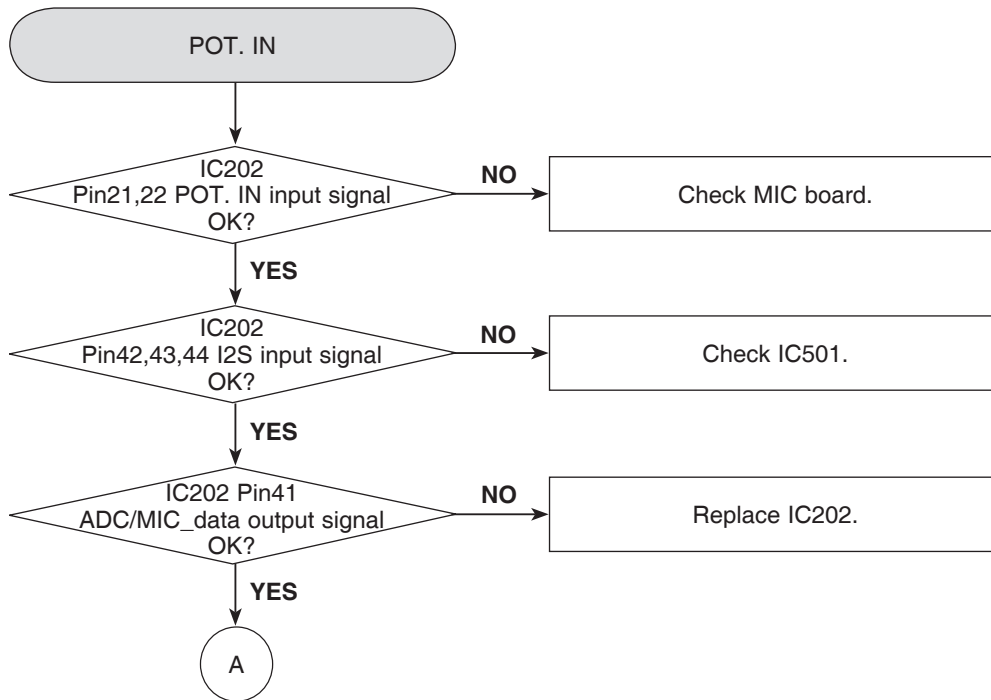 POT. IN
IC202
Pin21,22 POT. IN input signal
OK?
NO
Check MIC board.
YES
IC202
Pin42,43,44 I2S input signal
OK?
NO
Check IC501.
YES
IC202 Pin41
ADC/MIC_data output signal
OK?
NO
Replace IC202.
YES
A